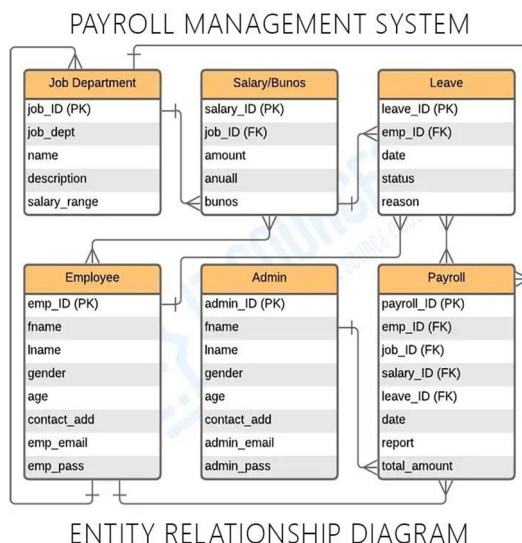 PAYROLL MANAGEMENT SYSTEM
Job Department
job_ID (PK)
job_dept
name
description
salary_range
Salary/Bunos
salary_ID (PK)
job_ID (FK)
amount
anuall
bunos
Leave
leave_ID (PK)
emp_ID (FK)
date
status
reason
Employee
emp_ID (PK)
fname
lname
gender
age
contact_add
emp_email
emp_pass
Admin
admin_ID (PK)
fname
lname
gender
age
contact_add
admin_email
admin_pass
Payroll
payroll_ID (PK)
emp_ID (FK)
job_ID (FK)
salary_ID (FK)
leave_ID (FK)
date
report
total_amount
ENTITY RELATIONSHIP DIAGRAM